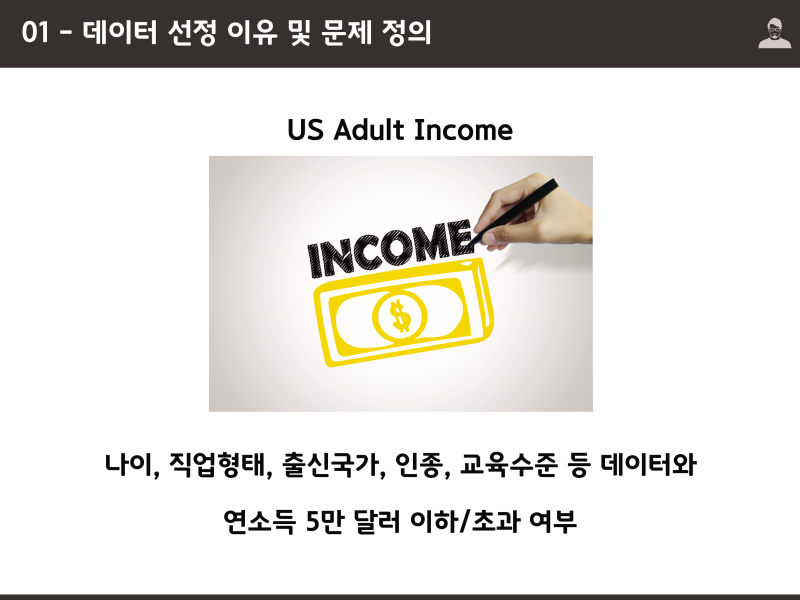 01 - 데이터 선정 이유 및 문제 정의
US Adult Income
INCOME
$
나이, 직업형태, 출신국가, 인종, 교육수준 등 데이터와
연소득 5만 달러 이하/초과 여부